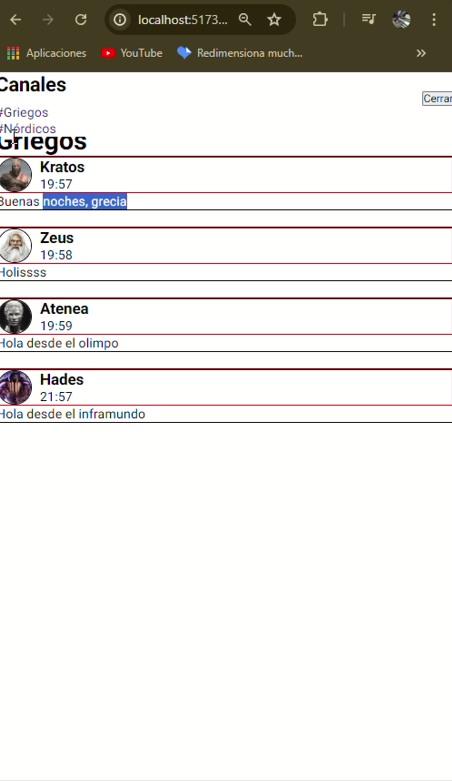 localhost:5173...
Aplicaciones
YouTube
Redimensiona much...
»
Canales
Cerrar
#Griegos
#Nórdicos
Griegos
Kratos
19:57
Buenas noches, grecia
Zeus
19:58
Holissss
Atenea
19:59
Hola desde el olimpo
Hades
21:57
Hola desde el inframundo